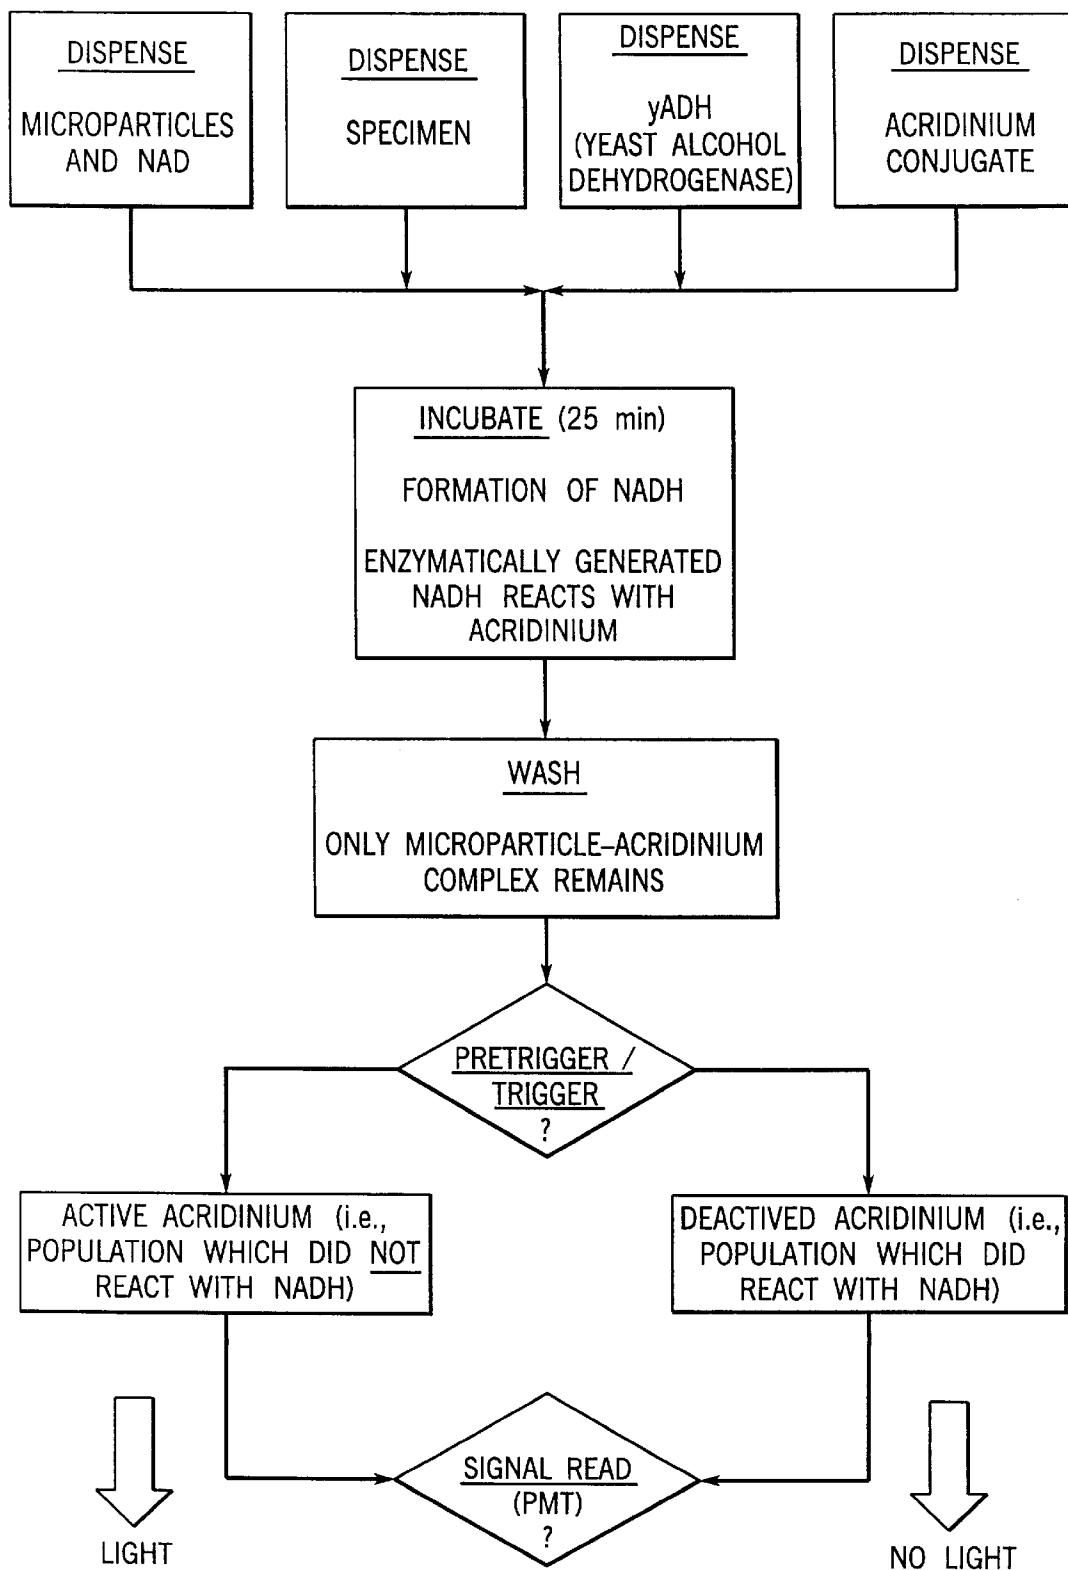 DISPENSE
MICROPARTICLES
AND NAD
DISPENSE
SPECIMEN
DISPENSE
yADH
(YEAST ALCOHOL
DEHYDROGENASE)
DISPENSE
ACRIDINIUM
CONJUGATE
INCUBATE (25 min)
FORMATION OF NADH
ENZYMATICALLY GENERATED
NADH REACTS WITH
ACRIDINIUM
WASH
ONLY MICROPARTICLE–ACRIDINIUM
COMPLEX REMAINS
PRETRIGGER /
TRIGGER
?
ACTIVE ACRIDINIUM (i.e.,
POPULATION WHICH DID NOT
REACT WITH NADH)
DEACTIVED ACRIDINIUM (i.e.,
POPULATION WHICH DID
REACT WITH NADH)
SIGNAL READ
(PMT)
?
LIGHT
NO LIGHT